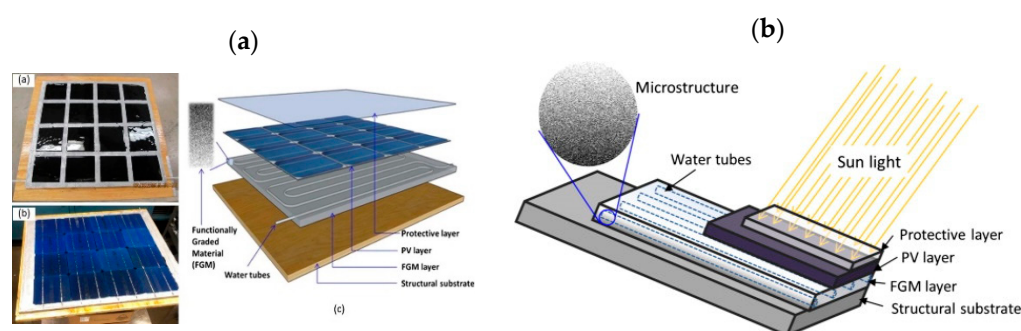 (a)
(b)
(a)
(b)
Functionally
Graded
Material
(FGM)
Water tubes
Protective layer
PV layer
FGM layer
Structural substrate
(c)
Microstructure
Water tubes
Sun light
Protective layer
PV layer
FGM layer
Structural substrate